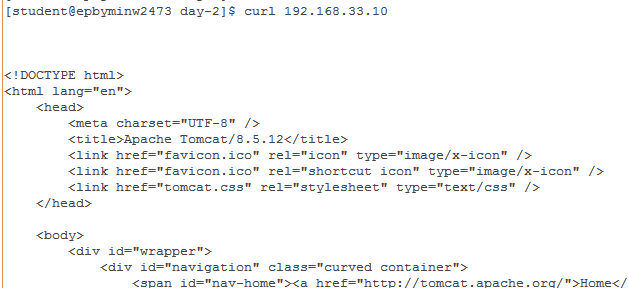 [student@epbyminw2473 day-2]$ curl 192.168.33.10
<!DOCTYPE html>
<html lang="en">
    <head>
        <meta charset="UTF-8" />
        <title>Apache Tomcat/8.5.12</title>
        <link href="favicon.ico" rel="icon" type="image/x-icon" />
        <link href="favicon.ico" rel="shortcut icon" type="image/x-icon" />
        <link href="tomcat.css" rel="stylesheet" type="text/css" />
    </head>
    <body>
        <div id="wrapper">
            <div id="navigation" class="curved container">
                <span id="nav-home"><a href="http://tomcat.apache.org/">Home</